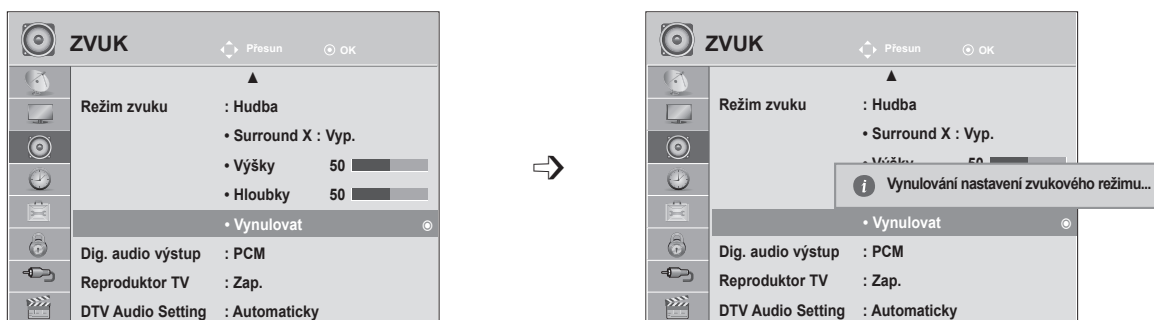 ZVUK Přesun OK
Režim zvuku : Hudba
• Surround X : Vyp.
• Výšky 50
• Hloubky 50
• Vynulovat
Dig. audio výstup : PCM
Reproduktor TV : Zap.
DTV Audio Setting : Automaticky
ZVUK Přesun OK
Režim zvuku : Hudba
• Surround X : Vyp.
• Výšky 50
Vynulování nastavení zvukového režimu...
• Vynulovat
Dig. audio výstup : PCM
Reproduktor TV : Zap.
DTV Audio Setting : Automaticky